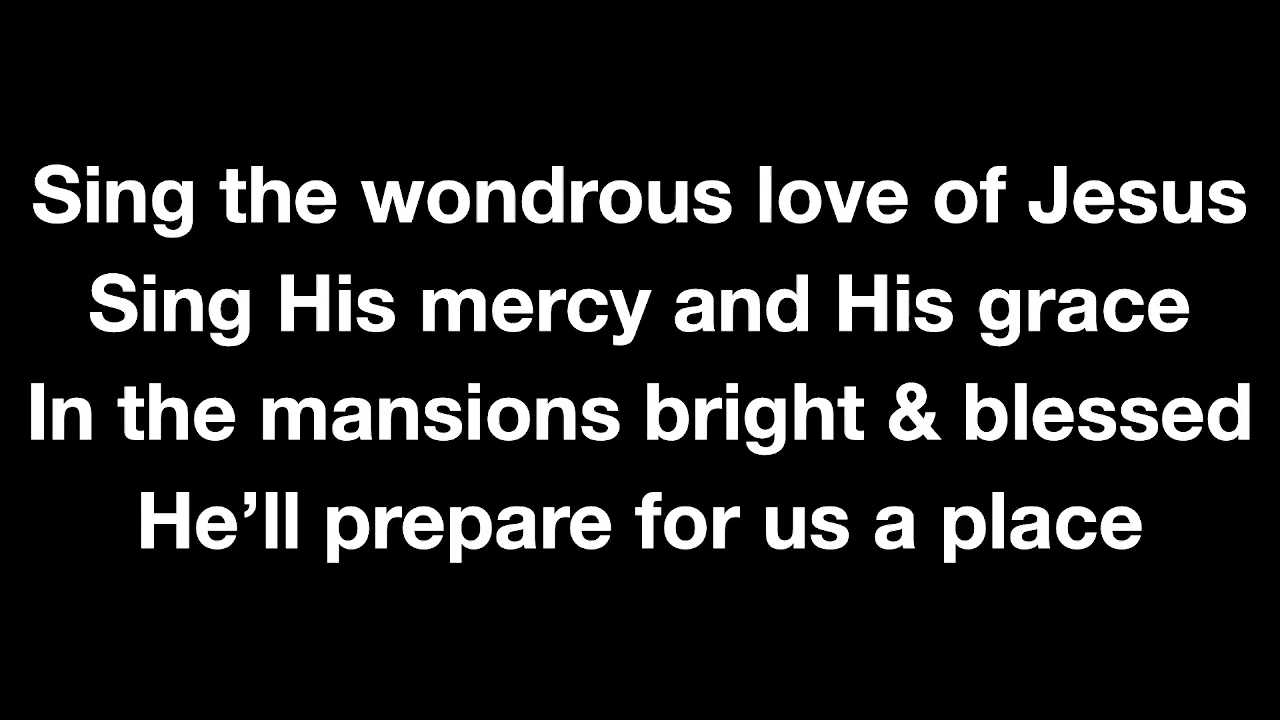 Sing the wondrous love of Jesus
Sing His mercy and His grace
In the mansions bright & blessed
He’ll prepare for us a place